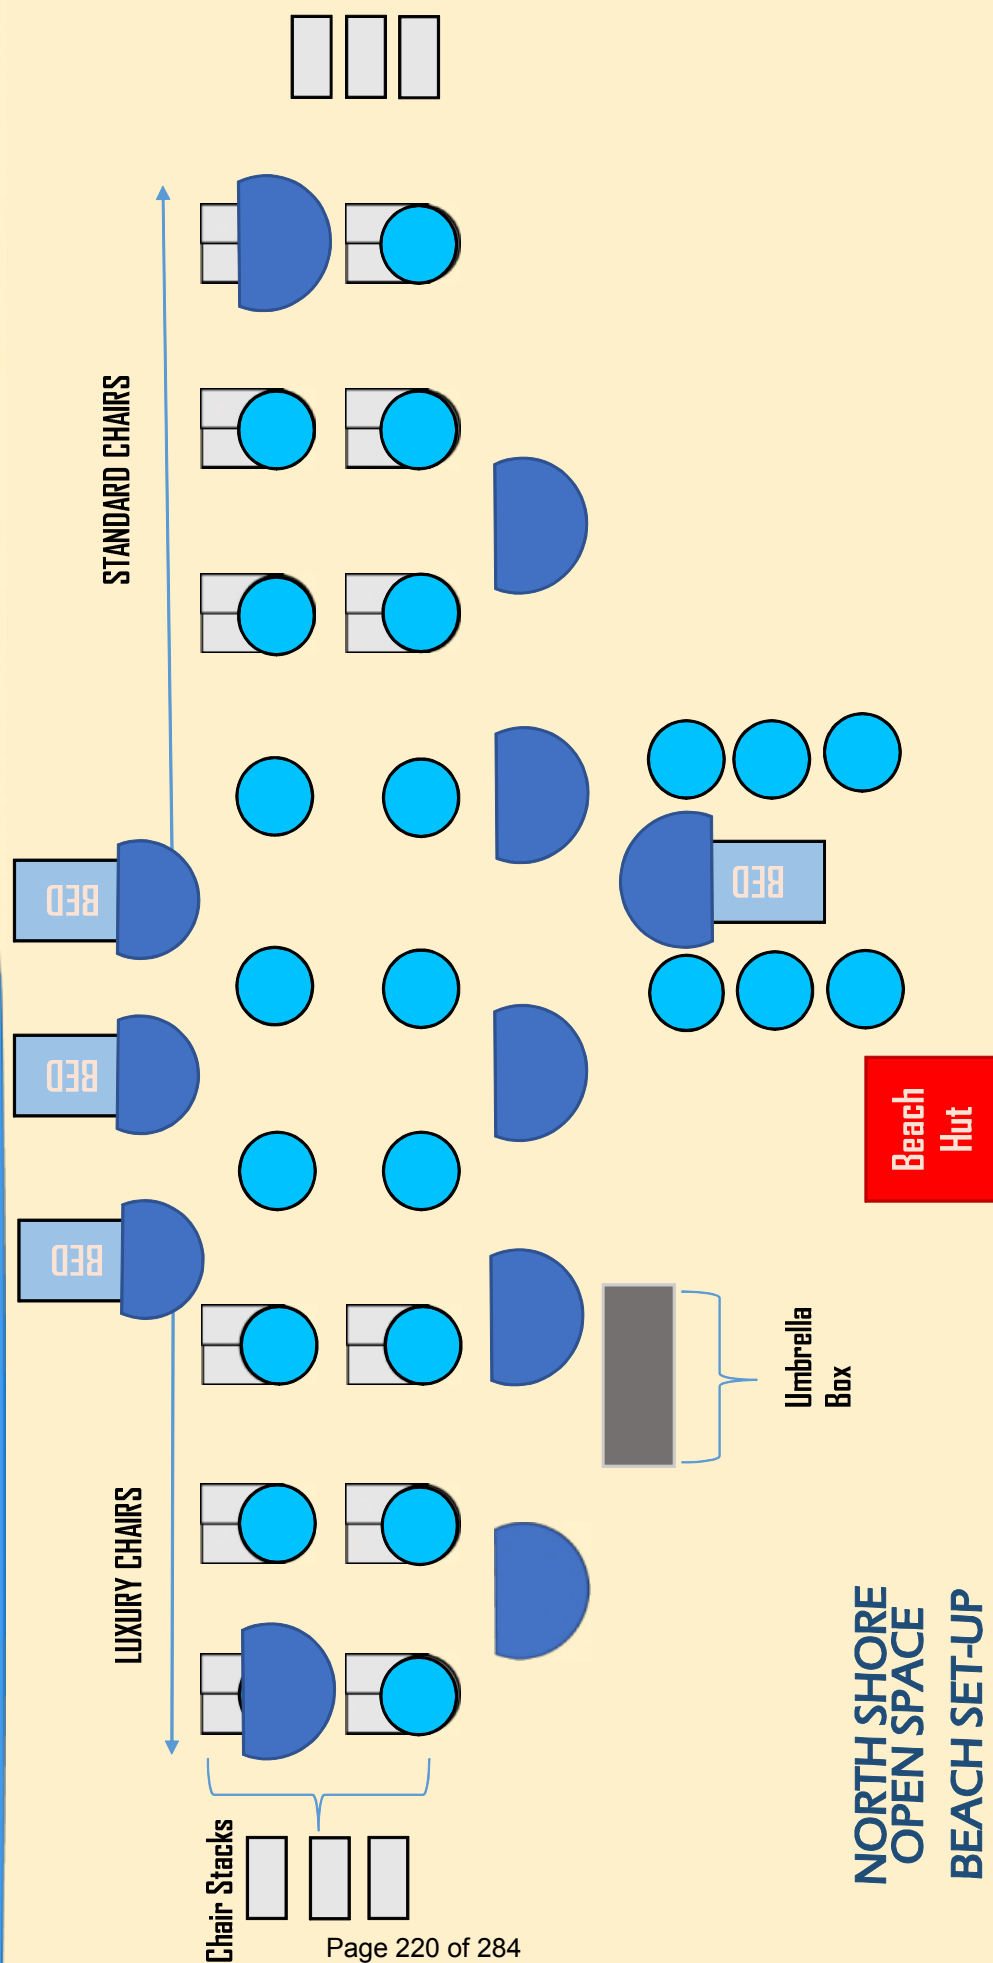 STANDARD CHAIRS
BED
BED
BED
BED
Beach
Hut
Umbrella
Box
LUXURY CHAIRS
Chair Stacks
NORTH SHORE
OPEN SPACE
BEACH SET-UP
Page 220 of 284